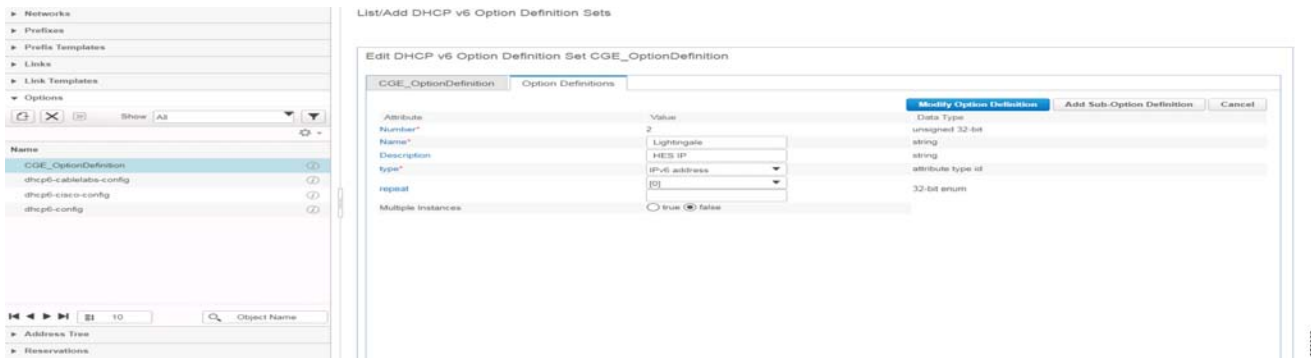 Networks
Prefixes
Prefix Templates
Links
Link Templates
Options
Show All
Name
CGE_OptionDefinition
dhcp6-cablelabs-config
dhcp6-cisco-config
dhcp6-config
10 Object Name
Address Tree
Reservations
List/Add DHCP v6 Option Definition Sets
Edit DHCP v6 Option Definition Set CGE_OptionDefinition
CGE_OptionDefinition Option Definitions
Modify Option Definition Add Sub-Option Definition Cancel
Attribute Value Data Type
Number* 2 unsigned 32-bit
Name* Lightingale string
Description HES IP string
type* IPv6 address attribute type id
repeat [0] 32-bit enum
Multiple Instances true false